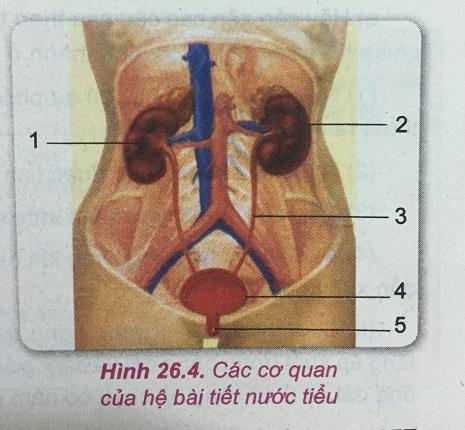 1
2
3
4
5
Hình 26.4. Các cơ quan
của hệ bài tiết nước tiểu